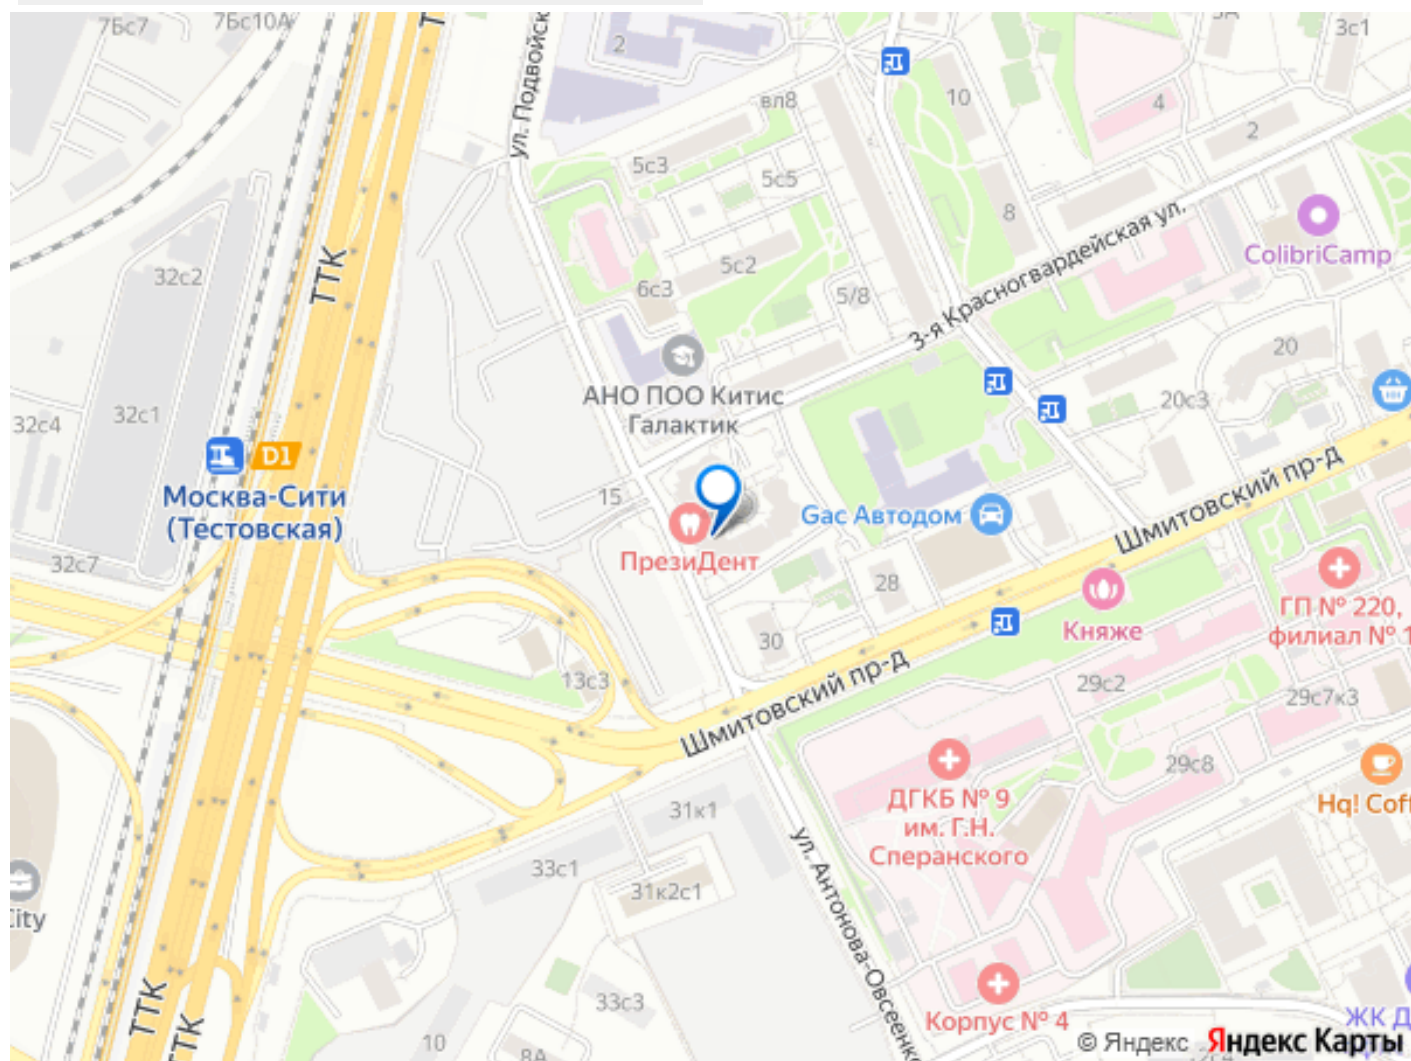 7Бс7
7Бс10А
ТТК
ул. Подвойск
2
вл8
10
3с1
4
2
5с3
5с5
8
ColibriCamp
3-я Красногвардейская ул.
32с2
5с2
6с3
5/8
20
АНО ПОО Китис
Галактик
20с3
32с4
32с1
D1
Москва-Сити
(Тестовская)
15
ПрезиДент
Gac Автодом
Шмитовский пр-д
32с7
28
Княже
ГП № 220,
филиал № 1
30
13с3
29с2
29с7к3
Шмитовский пр-д
29с8
ДГКБ № 9
им. Г.Н.
Сперанского
Hq! Coff
31к1
33с1
31к2с1
ул. Антонова-Овсеенко
City
ТТК
ТТК
33с3
10
8А
Корпус № 4
ЖК Д
© Яндекс Яндекс Карты